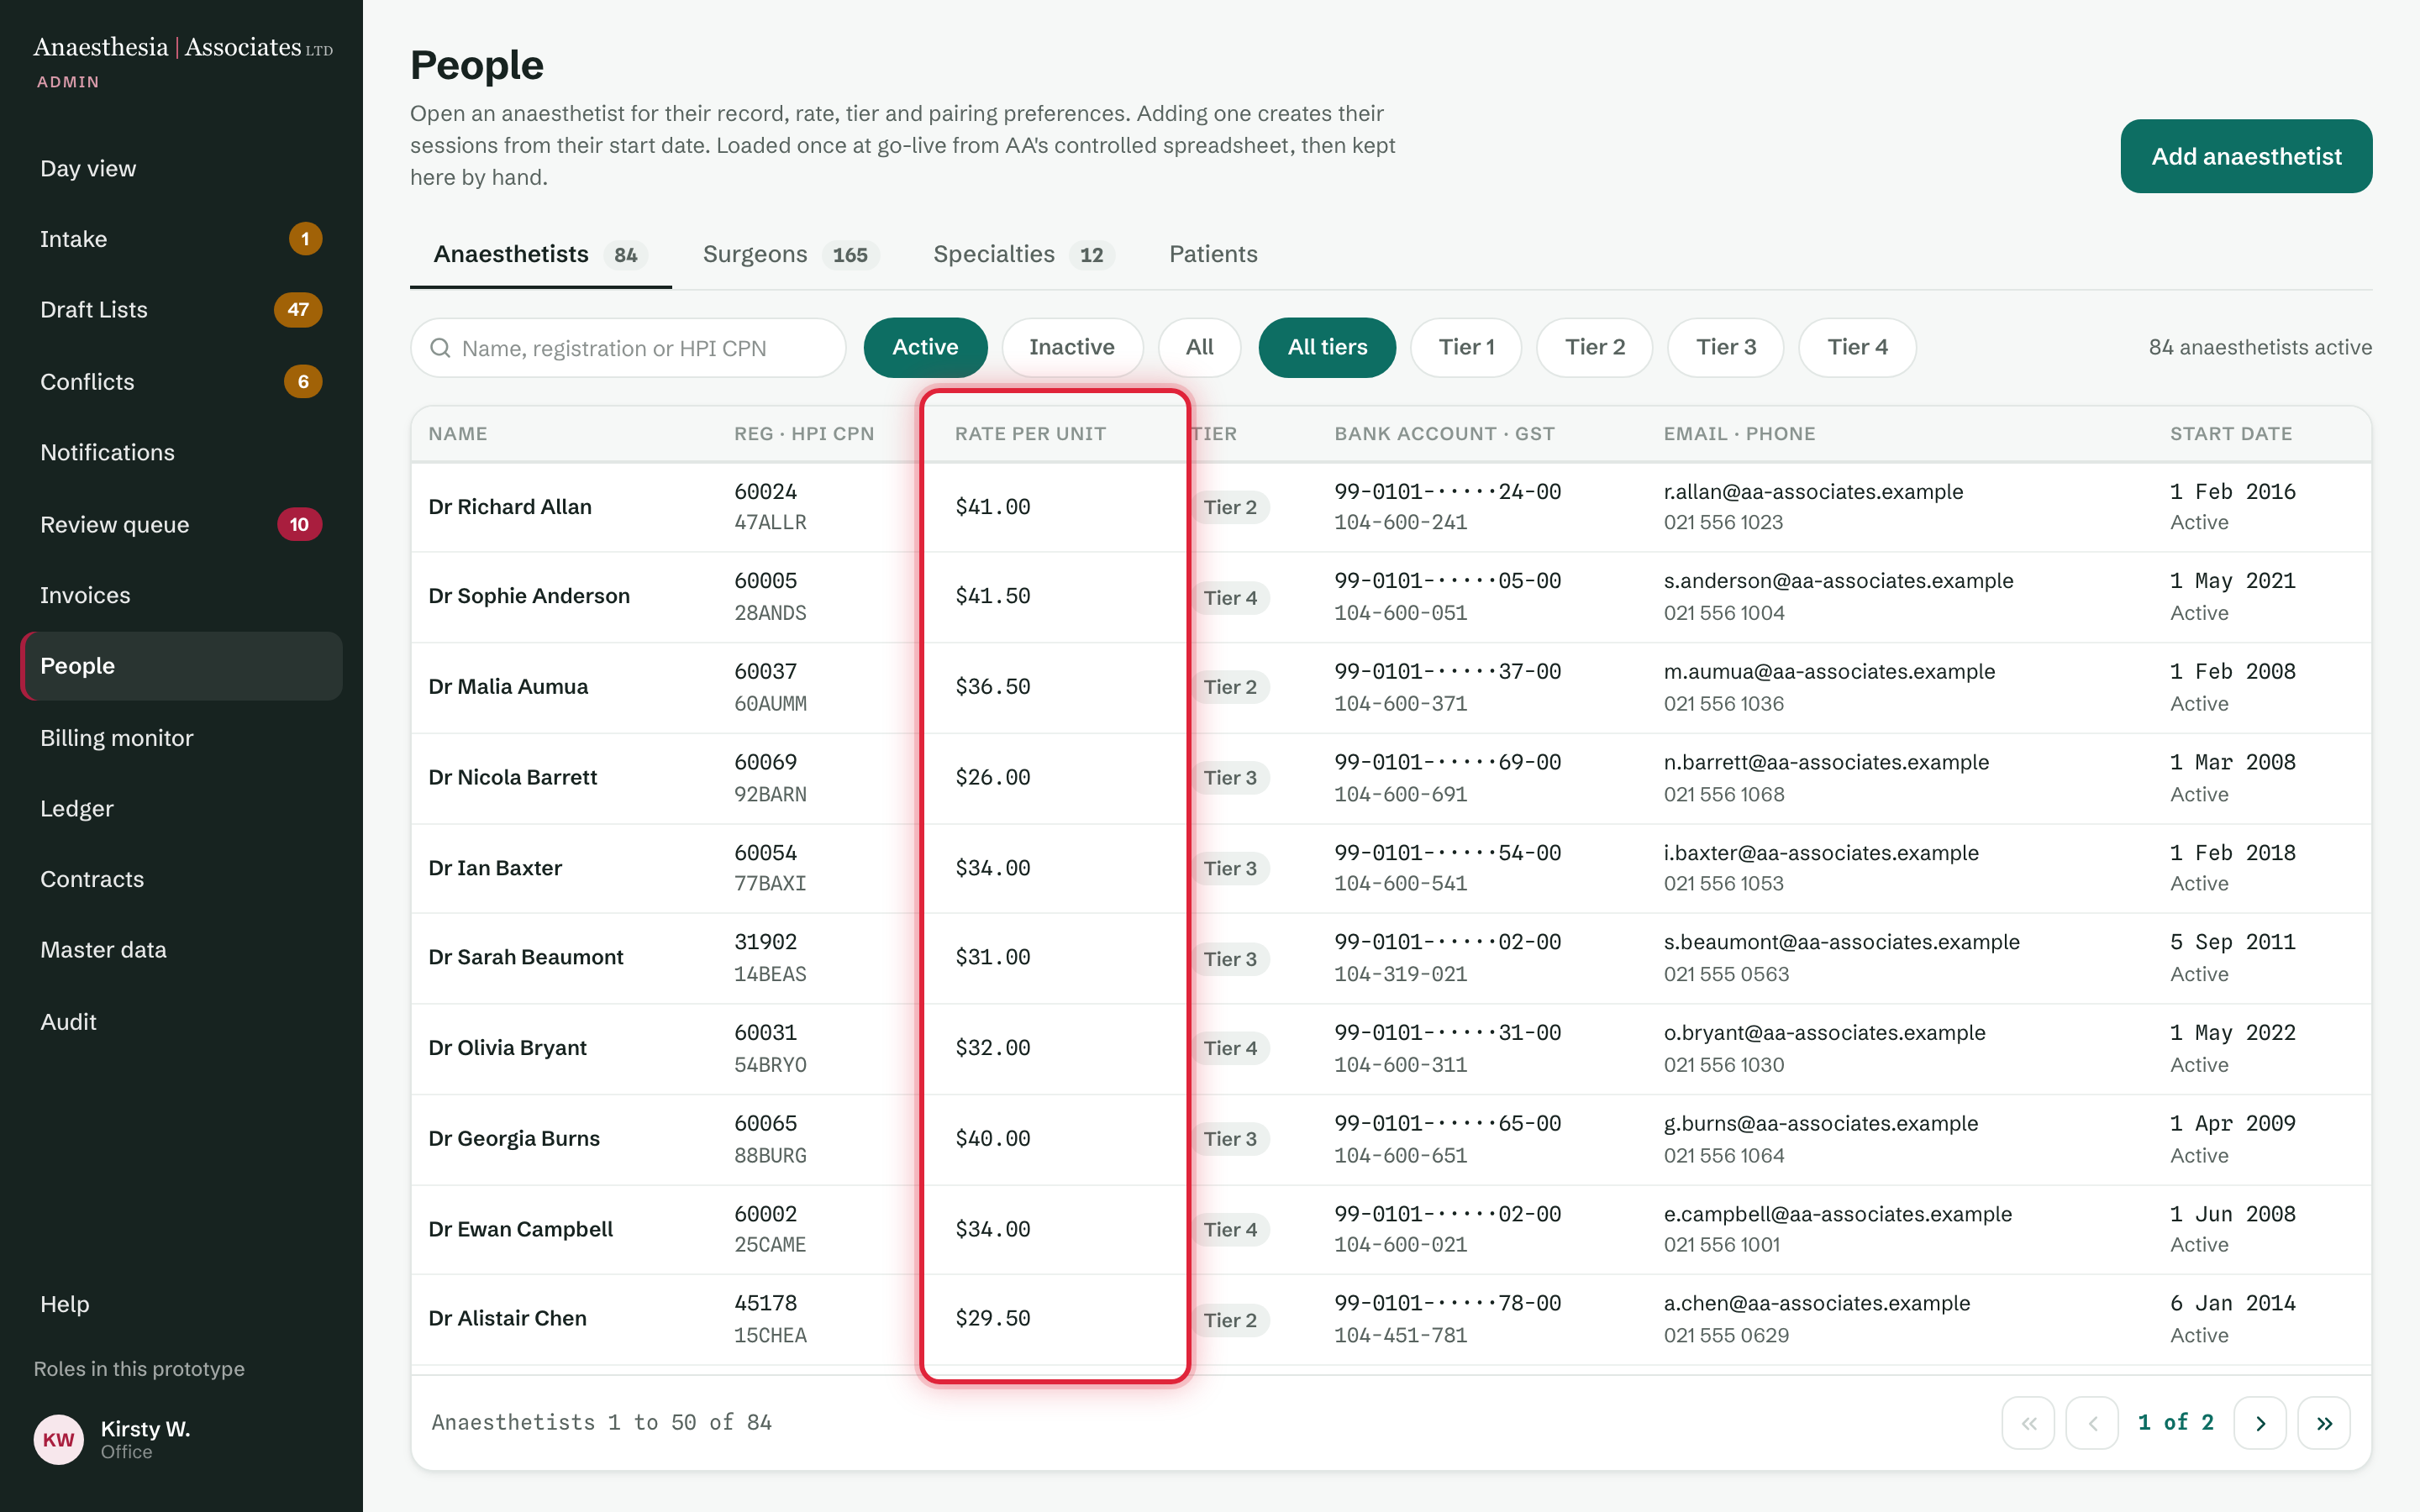 Anaesthesia | Associates LTD
ADMIN
Day view
Intake 1
Draft Lists 47
Conflicts 6
Notifications
Review queue 10
Invoices
People
Billing monitor
Ledger
Contracts
Master data
Audit
Help
Roles in this prototype
KW
Kirsty W.
Office
People
Open an anaesthetist for their record, rate, tier and pairing preferences. Adding one creates their
sessions from their start date. Loaded once at go-live from AA's controlled spreadsheet, then kept
here by hand.
Add anaesthetist
Anaesthetists 84 Surgeons 165 Specialties 12 Patients
Name, registration or HPI CPN Active Inactive All All tiers Tier 1 Tier 2 Tier 3 Tier 4 84 anaesthetists active
NAME REG · HPI CPN RATE PER UNIT TIER BANK ACCOUNT · GST EMAIL · PHONE START DATE
Dr Richard Allan 60024 $41.00 Tier 2 99-0101-·····24-00 r.allan@aa-associates.example 1 Feb 2016
47ALLR 104-600-241 021 556 1023 Active
Dr Sophie Anderson 60005 $41.50 Tier 4 99-0101-·····05-00 s.anderson@aa-associates.example 1 May 2021
28ANDS 104-600-051 021 556 1004 Active
Dr Malia Aumua 60037 $36.50 Tier 2 99-0101-·····37-00 m.aumua@aa-associates.example 1 Feb 2008
60AUMM 104-600-371 021 556 1036 Active
Dr Nicola Barrett 60069 $26.00 Tier 3 99-0101-·····69-00 n.barrett@aa-associates.example 1 Mar 2008
92BARN 104-600-691 021 556 1068 Active
Dr Ian Baxter 60054 $34.00 Tier 3 99-0101-·····54-00 i.baxter@aa-associates.example 1 Feb 2018
77BAXI 104-600-541 021 556 1053 Active
Dr Sarah Beaumont 31902 $31.00 Tier 3 99-0101-·····02-00 s.beaumont@aa-associates.example 5 Sep 2011
14BEAS 104-319-021 021 555 0563 Active
Dr Olivia Bryant 60031 $32.00 Tier 4 99-0101-·····31-00 o.bryant@aa-associates.example 1 May 2022
54BRYO 104-600-311 021 556 1030 Active
Dr Georgia Burns 60065 $40.00 Tier 3 99-0101-·····65-00 g.burns@aa-associates.example 1 Apr 2009
88BURG 104-600-651 021 556 1064 Active
Dr Ewan Campbell 60002 $34.00 Tier 4 99-0101-·····02-00 e.campbell@aa-associates.example 1 Jun 2008
25CAME 104-600-021 021 556 1001 Active
Dr Alistair Chen 45178 $29.50 Tier 2 99-0101-·····78-00 a.chen@aa-associates.example 6 Jan 2014
15CHEA 104-451-781 021 555 0629 Active
Anaesthetists 1 to 50 of 84 « ‹ 1 of 2 › »